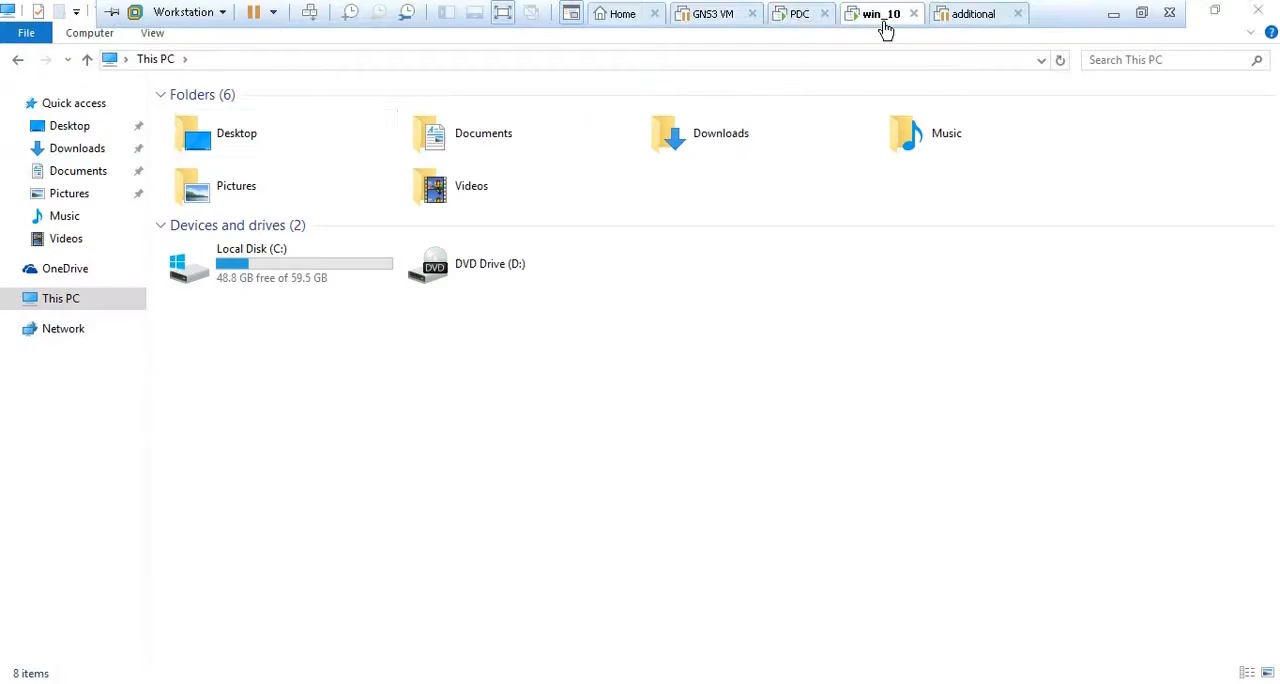 Workstation Home GNS3 VM PDC win_10 additional
File Computer View
This PC Search This PC
Quick access
Desktop
Downloads
Documents
Pictures
Music
Videos
OneDrive
This PC
Network
Folders (6)
Desktop Documents Downloads Music
Pictures Videos
Devices and drives (2)
Local Disk (C:)
48.8 GB free of 59.5 GB
DVD Drive (D:)
DVD
8 items